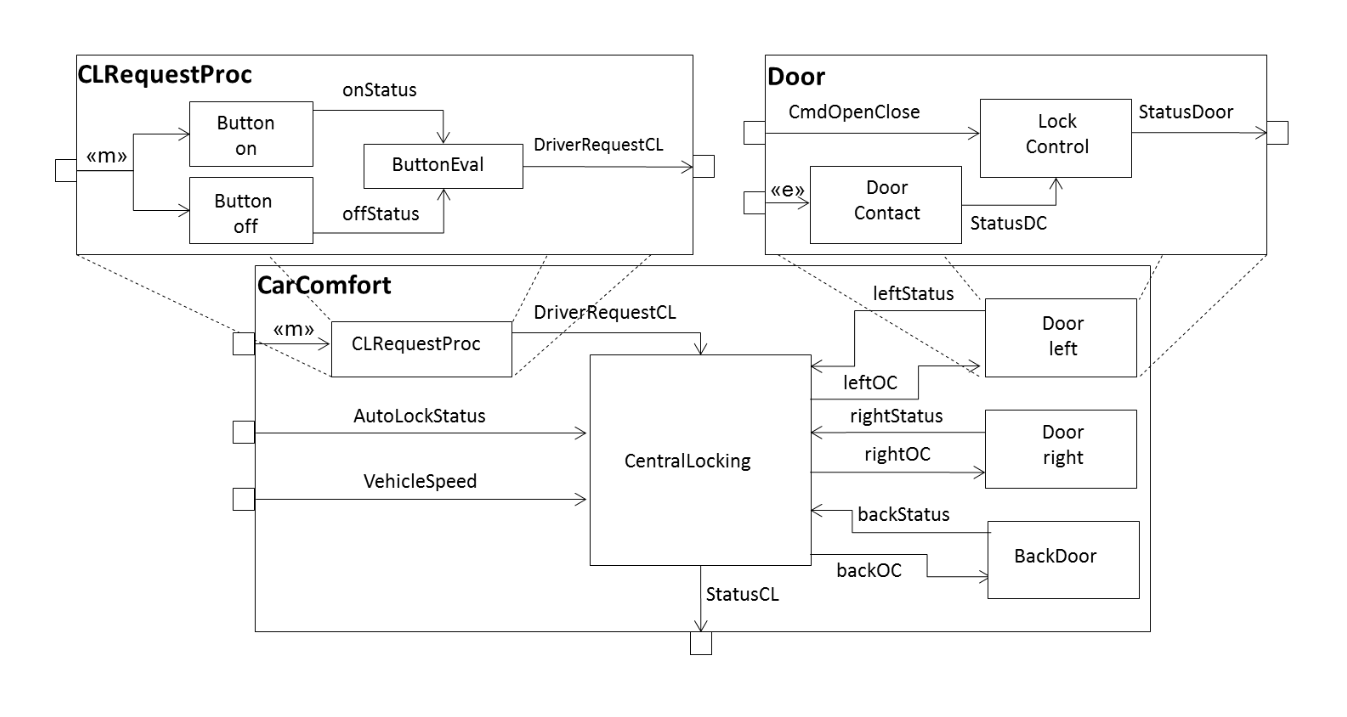 CLRequestProc
onStatus
Button
on
«m»
ButtonEval
DriverRequestCL
Button
off
offStatus
Door
CmdOpenClose
Lock
Control
StatusDoor
«e»
Door
Contact
StatusDC
CarComfort
«m»
CLRequestProc
DriverRequestCL
leftStatus
Door
left
leftOC
AutoLockStatus
rightStatus
Door
right
rightOC
CentralLocking
VehicleSpeed
backStatus
BackDoor
backOC
StatusCL